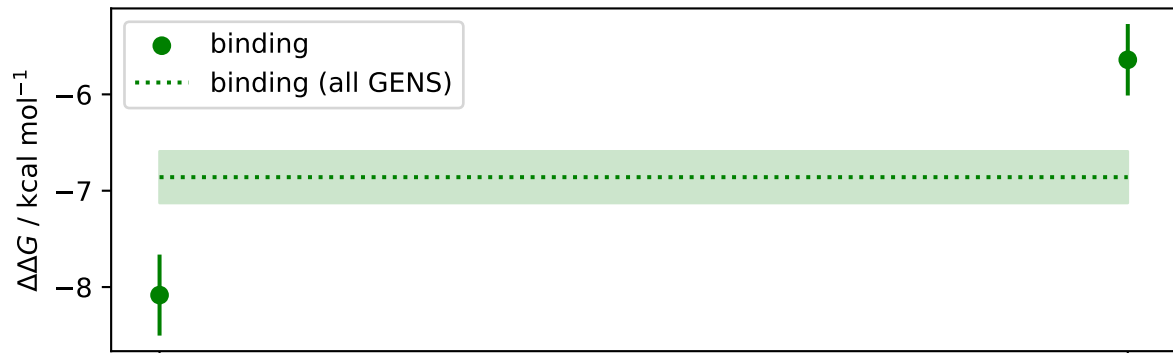 binding
binding (all GENS)
ΔΔG / kcal mol⁻¹
−6
−7
−8